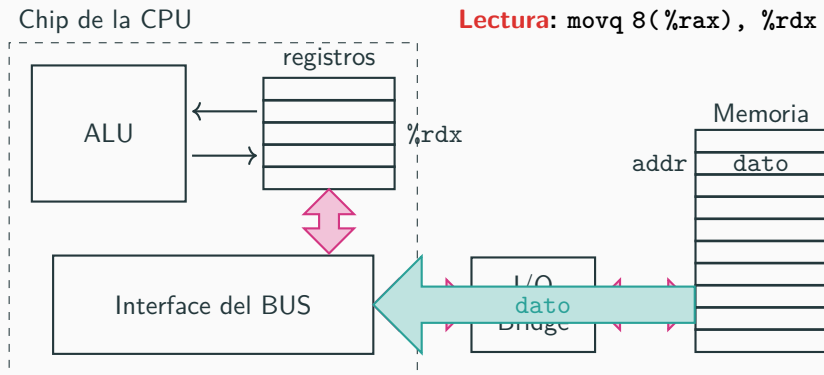 Chip de la CPU
Lectura: movq 8(%rax), %rdx
registros
ALU
%rdx
Memoria
addr
dato
Interface del BUS
I/O
dato
Bridge